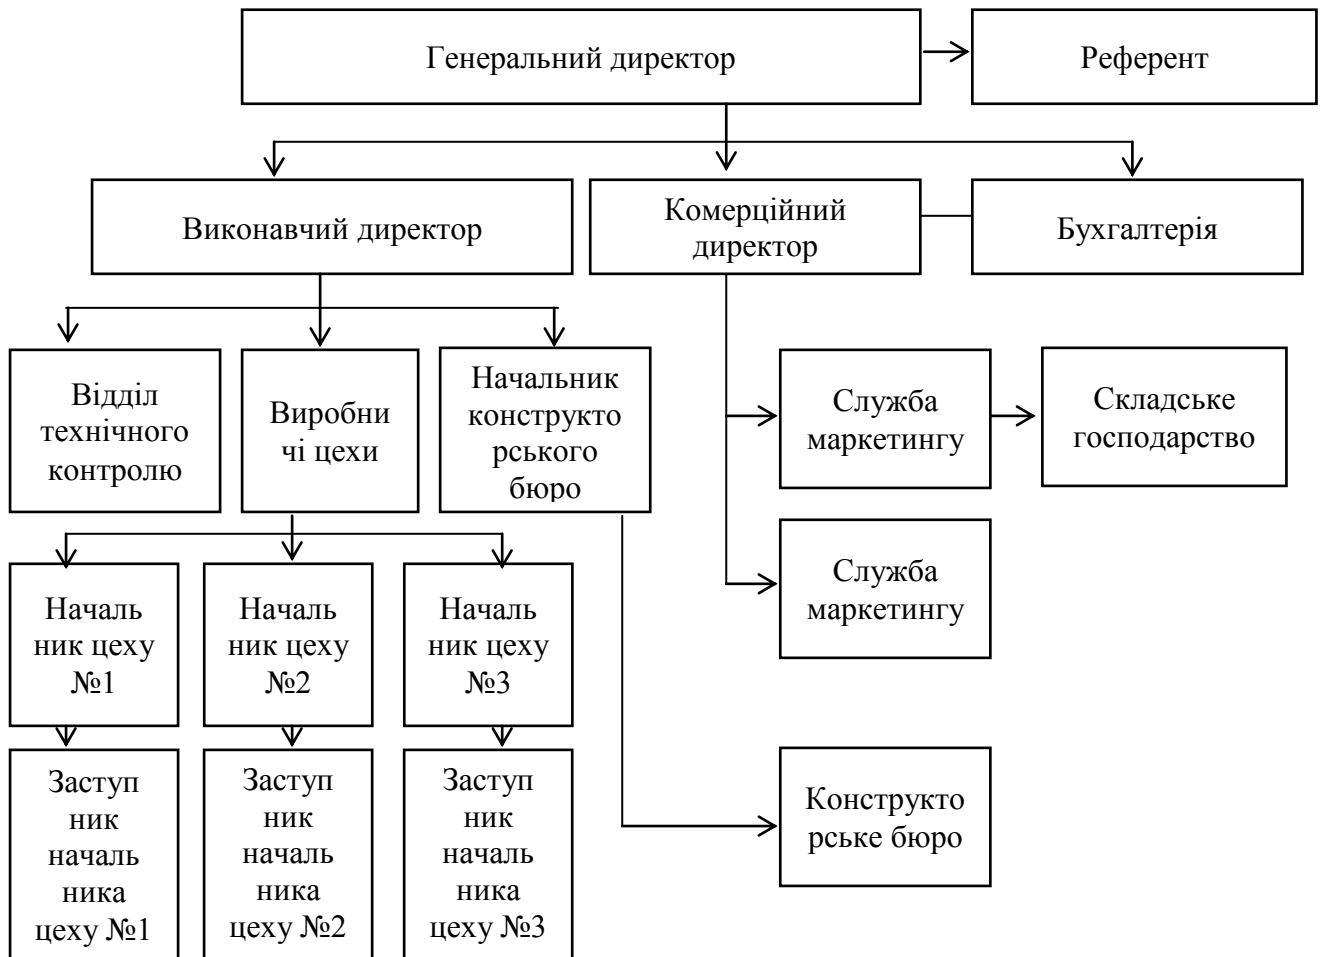 Генеральний директор
Референт
Виконавчий директор
Комерційний
директор
Бухгалтерія
Відділ
технічного
контролю
Виробни
чі цехи
Начальник
конструкто
рського
бюро
Служба
маркетингу
Складське
господарство
Служба
маркетингу
Началь
ник цеху
№1
Началь
ник цеху
№2
Началь
ник цеху
№3
Заступ
ник
началь
ника
цеху №1
Заступ
ник
началь
ника
цеху №2
Заступ
ник
началь
ника
цеху №3
Конструкто
рське бюро